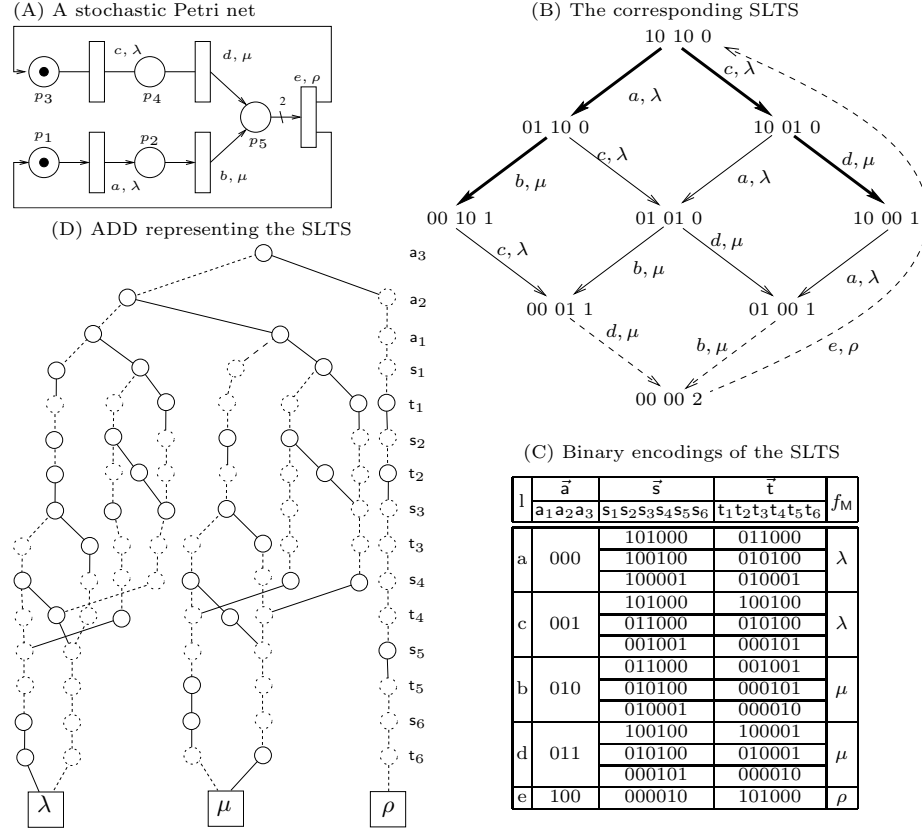 (A) A stochastic Petri net
c, λ
d, μ
e, ρ
p3
p4
2
p5
p1
p2
a, λ
b, μ
(B) The corresponding SLTS
10 10 0
a, λ
c, λ
01 10 0
10 01 0
b, μ
c, λ
a, λ
d, μ
00 10 1
01 01 0
10 00 1
c, λ
b, μ
d, μ
a, λ
00 01 1
01 00 1
d, μ
b, μ
e, ρ
00 00 2
(D) ADD representing the SLTS
a3
a2
a1
s1
t1
s2
t2
s3
t3
s4
t4
s5
t5
s6
t6
λ
μ
ρ
(C) Binary encodings of the SLTS
l a⃗ s⃗ t⃗ fM
a1a2a3 s1s2s3s4s5s6 t1t2t3t4t5t6
101000 011000
a 000 100100 010100 λ
100001 010001
101000 100100
c 001 011000 010100 λ
001001 000101
011000 001001
b 010 010100 000101 μ
010001 000010
100100 100001
d 011 010100 010001 μ
000101 000010
e 100 000010 101000 ρ